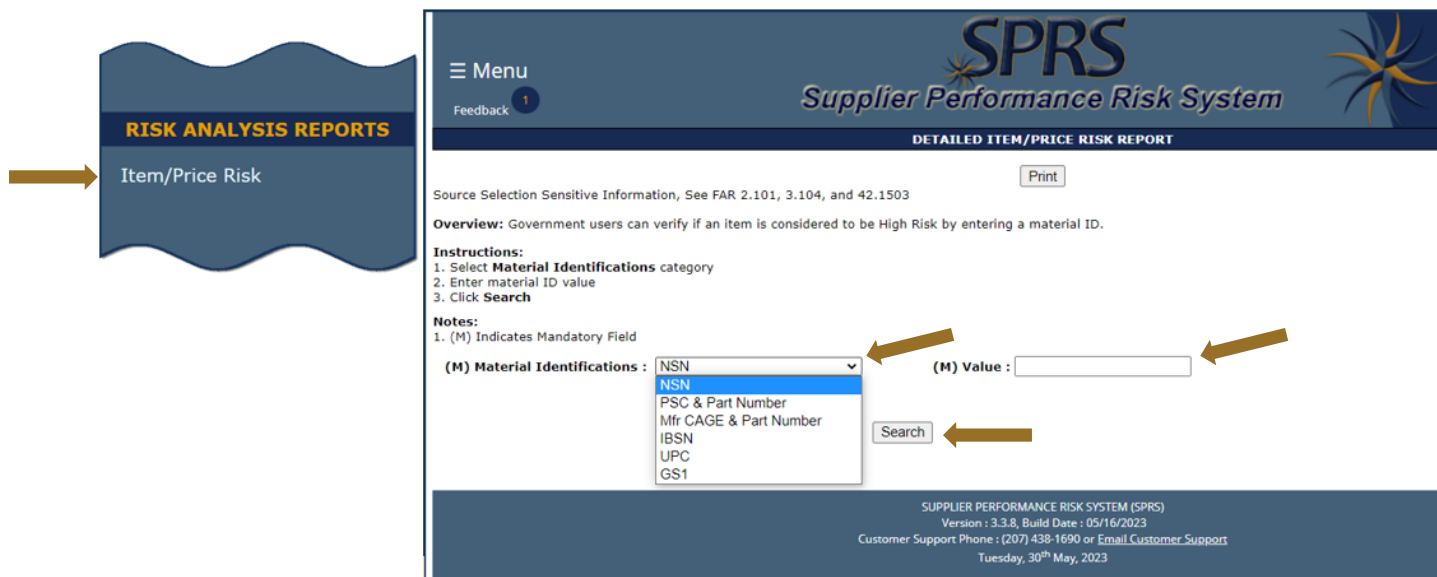 RISK ANALYSIS REPORTS
Item/Price Risk
☰ Menu
Feedback 1
SPRS
Supplier Performance Risk System
DETAILED ITEM/PRICE RISK REPORT
Print
Source Selection Sensitive Information, See FAR 2.101, 3.104, and 42.1503
Overview: Government users can verify if an item is considered to be High Risk by entering a material ID.
Instructions:
1. Select Material Identifications category
2. Enter material ID value
3. Click Search
Notes:
1. (M) Indicates Mandatory Field
(M) Material Identifications : NSN (M) Value :
NSN
PSC & Part Number
Mfr CAGE & Part Number
IBSN
UPC
GS1
Search
SUPPLIER PERFORMANCE RISK SYSTEM (SPRS)
Version : 3.3.8, Build Date : 05/16/2023
Customer Support Phone : (207) 438-1690 or Email Customer Support
Tuesday, 30th May, 2023